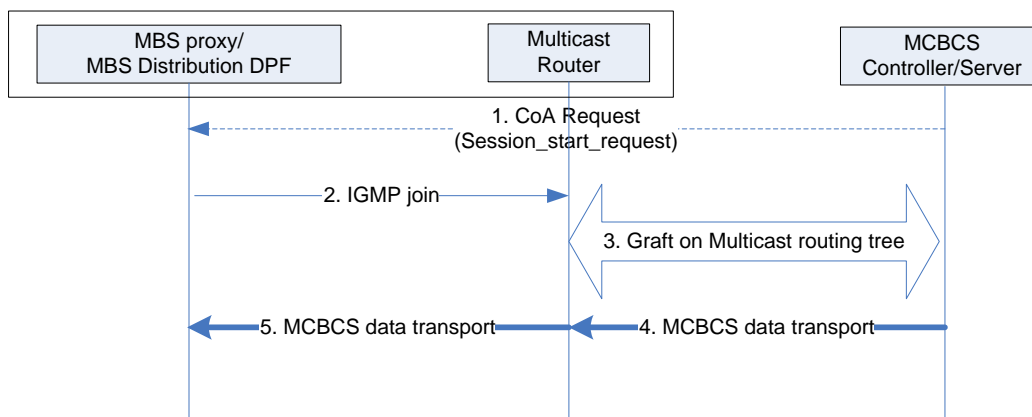 MBS proxy/
MBS Distribution DPF
Multicast
Router
MCBCS
Controller/Server
1. CoA Request
(Session_start_request)
2. IGMP join
3. Graft on Multicast routing tree
5. MCBCS data transport
4. MCBCS data transport